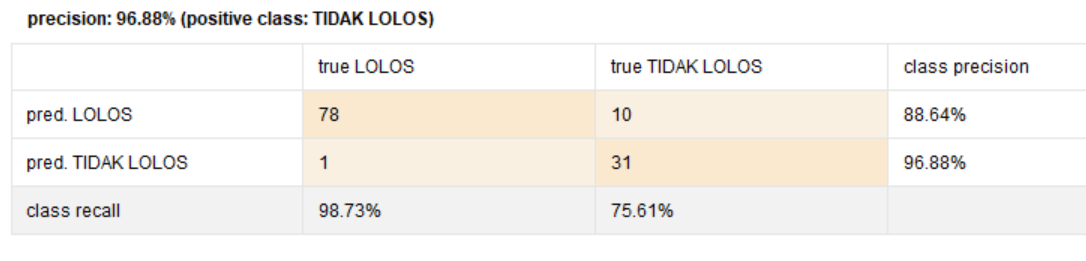 precision: 96.88% (positive class: TIDAK LOLOS)
true LOLOS true TIDAK LOLOS class precision
pred. LOLOS 78 10 88.64%
pred. TIDAK LOLOS 1 31 96.88%
class recall 98.73% 75.61%